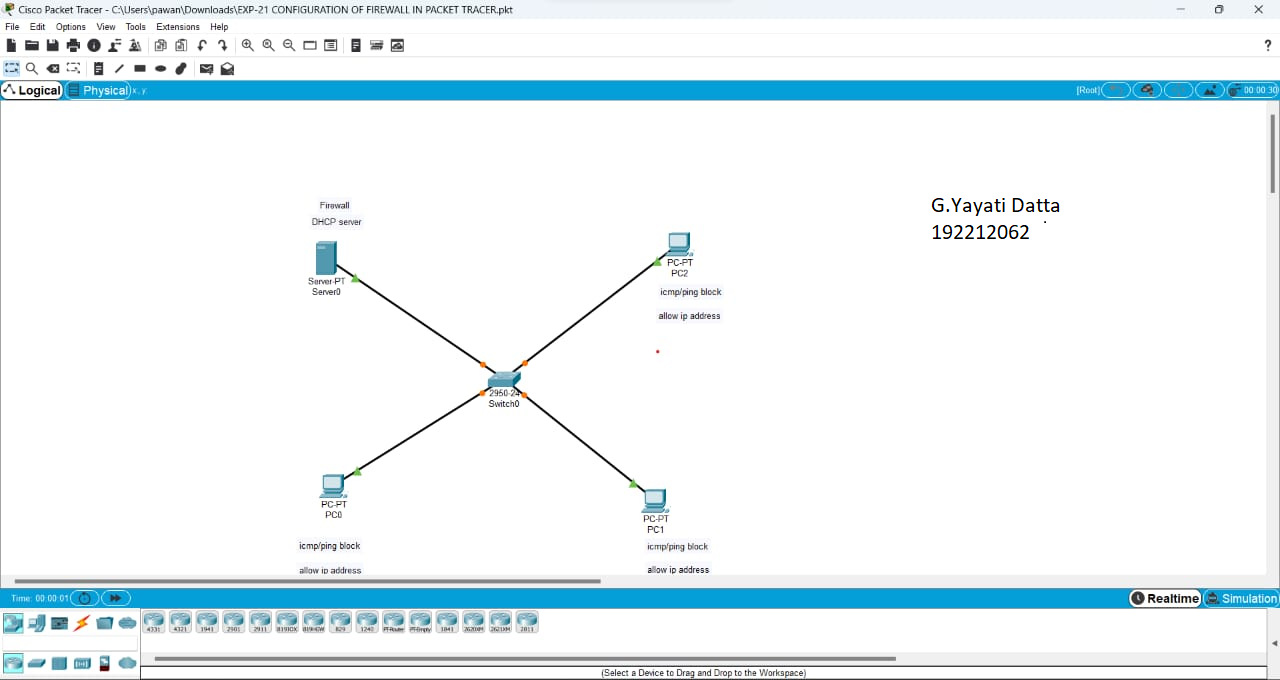 Cisco Packet Tracer - C:\Users\pawan\Downloads\EXP-21 CONFIGURATION OF FIREWALL IN PACKET TRACER.pkt
File Edit Options View Tools Extensions Help
?
Logical Physical x, y
[Root] 00:00:30
G.Yayati Datta
192212062
Firewall
DHCP server
Server-PT
Server0
PC-PT
PC2
icmp/ping block
allow ip address
2950-24
Switch0
PC-PT
PC0
icmp/ping block
allow ip address
PC-PT
PC1
icmp/ping block
allow ip address
Time: 00:00:01
Realtime Simulation
4331 4321 1941 2901 2911 819IOX 819HGW 829 1240 PT-Router PT-Empty 1841 2620XM 2621XM 2811
(Select a Device to Drag and Drop to the Workspace)